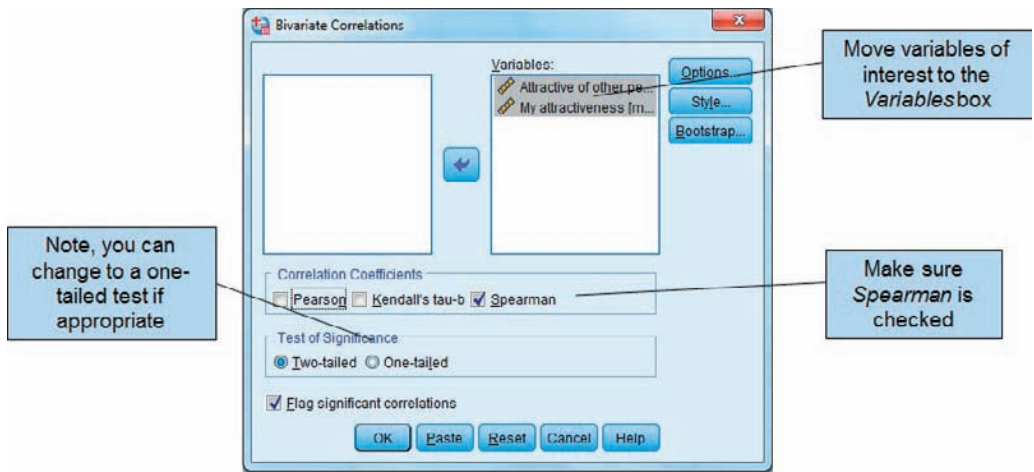 Bivariate Correlations
Variables:
Attractive of other pe...
My attractiveness [m...
Options...
Style...
Bootstrap...
Move variables of
interest to the
Variables box
Note, you can
change to a one-
tailed test if
appropriate
Correlation Coefficients
Pearson Kendall's tau-b Spearman
Make sure
Spearman is
checked
Test of Significance
Two-tailed One-tailed
Flag significant correlations
OK Paste Reset Cancel Help